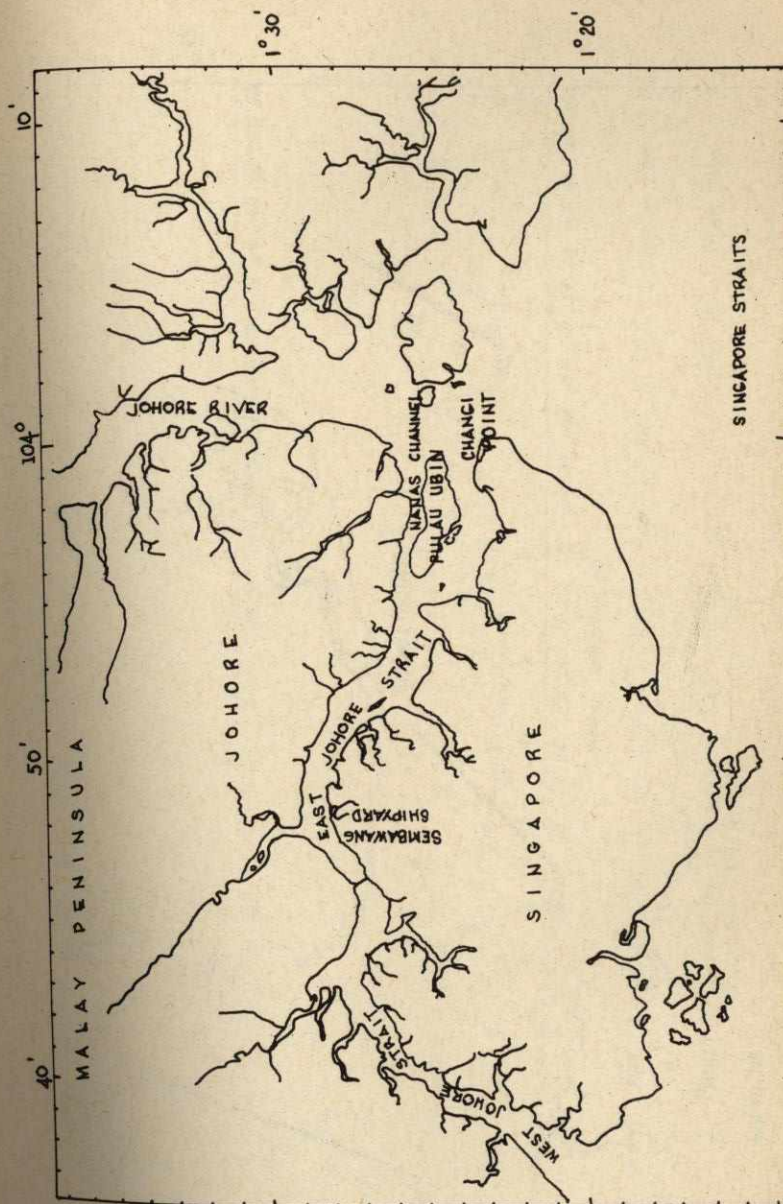 40'
50'
104°
10'
MALAY PENINSULA
JOHORE RIVER
JOHORE
1° 30'
EAST JOHORE STRAIT
SEMBAWANG
SHIPYARD
NANAS CHANNEL
PULAU UBIN
CHANGI
POINT
WEST JOHORE STRAIT
SINGAPORE
1° 20'
SINGAPORE STRAITS